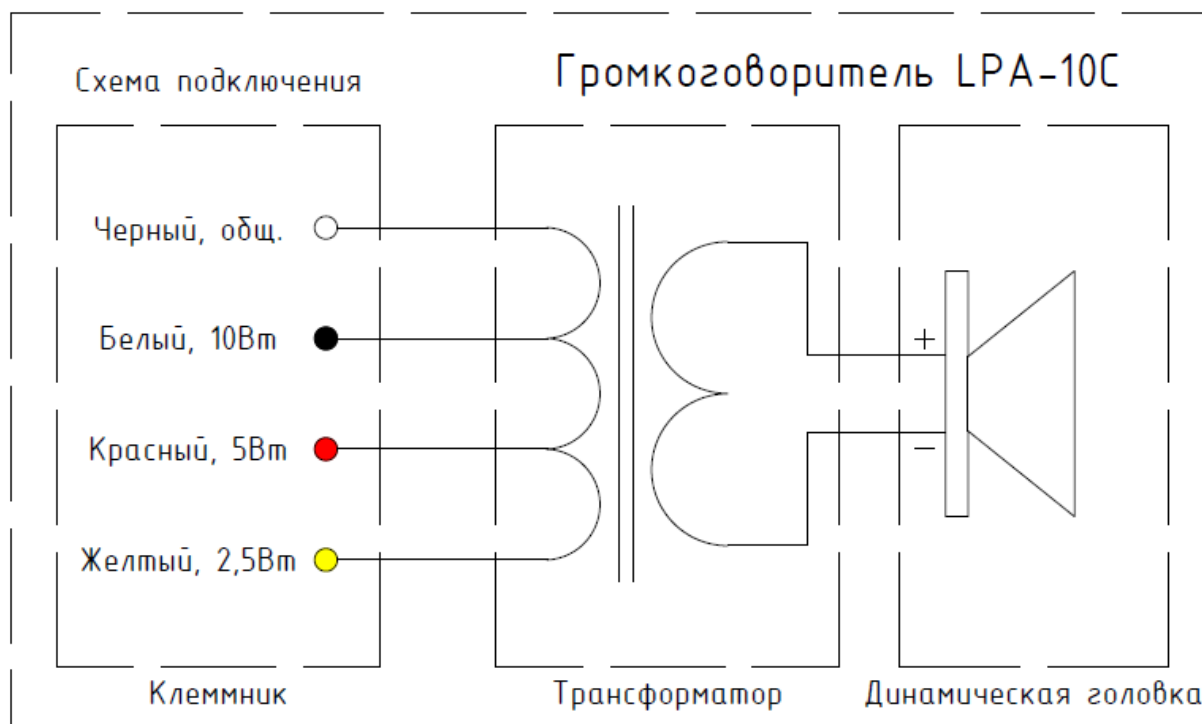 Схема подключения
Громкоговоритель LPA-10C
Черный, общ.
Белый, 10Вт
Красный, 5Вт
Желтый, 2,5Вт
+
−
Клеммник
Трансформатор
Динамическая головка